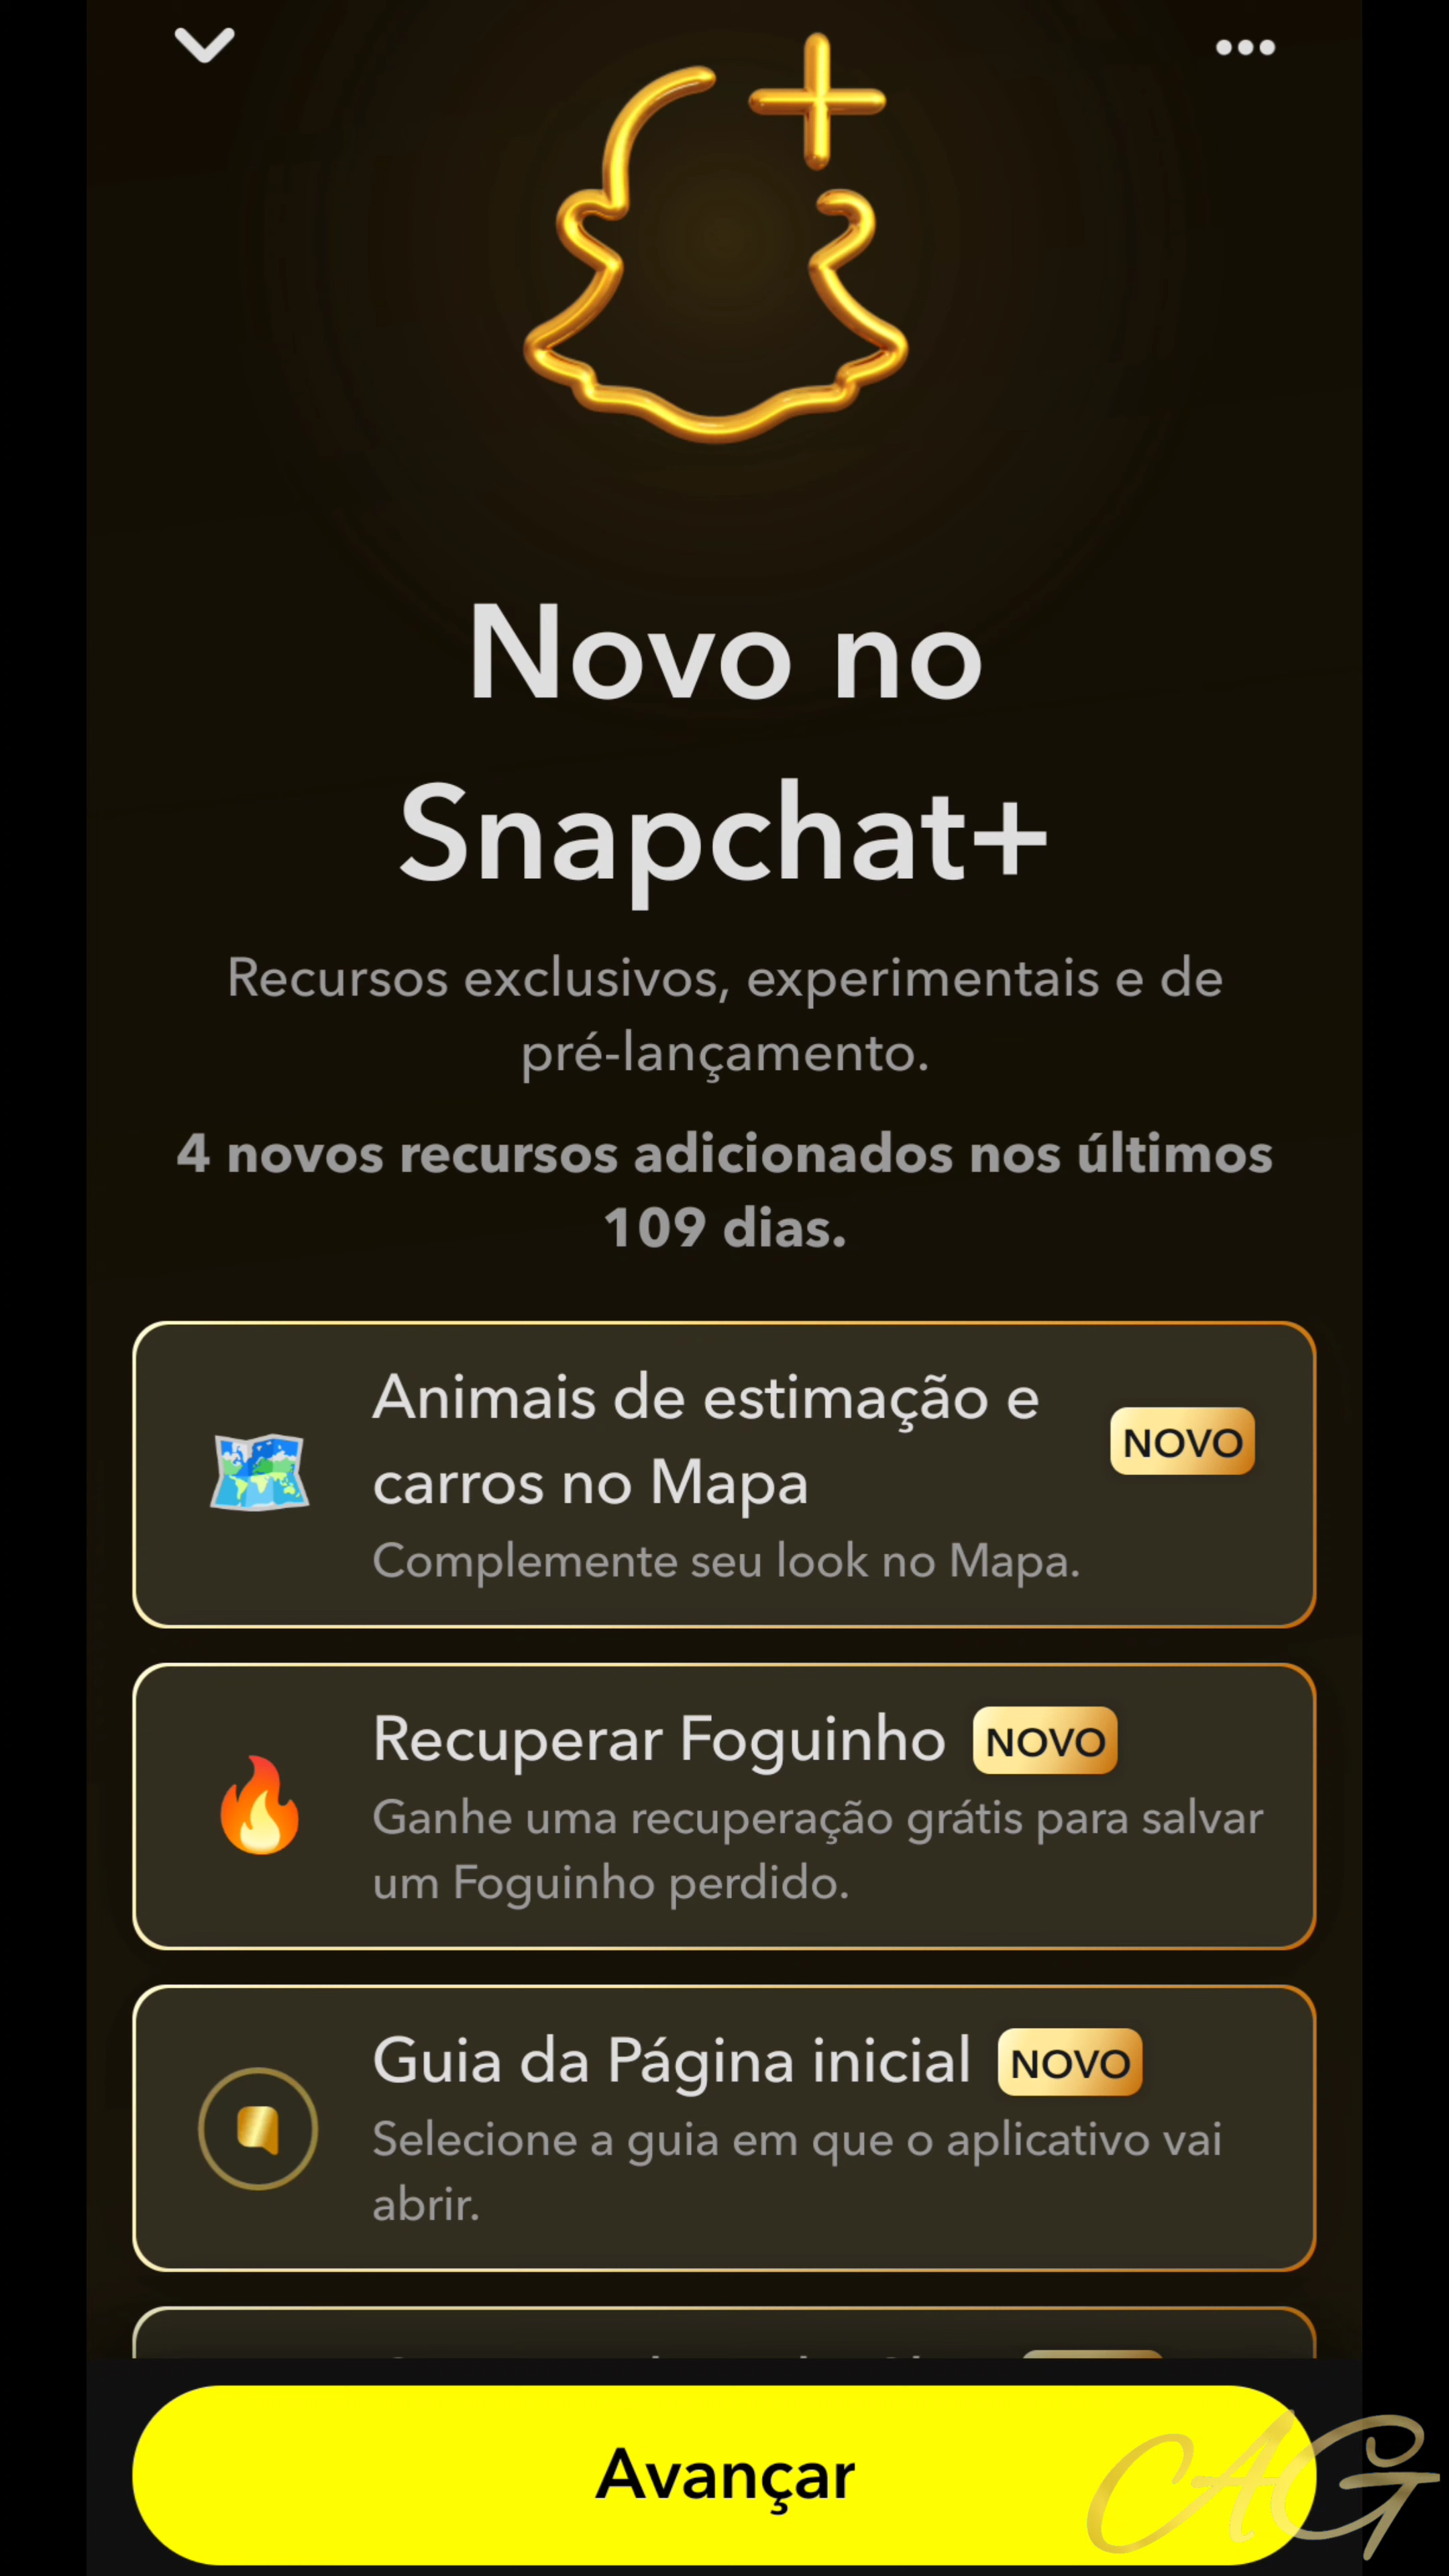 Novo no
Snapchat+
Recursos exclusivos, experimentais e de
pré-lançamento.
4 novos recursos adicionados nos últimos
109 dias.
Animais de estimação e
carros no Mapa
NOVO
Complemente seu look no Mapa.
Recuperar Foguinho NOVO
Ganhe uma recuperação grátis para salvar
um Foguinho perdido.
Guia da Página inicial NOVO
Selecione a guia em que o aplicativo vai
abrir.
Avançar
CAG